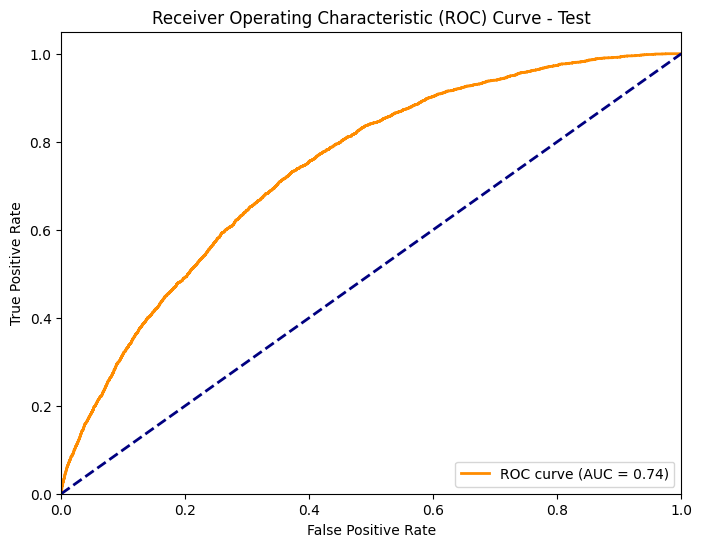 Receiver Operating Characteristic (ROC) Curve - Test
True Positive Rate
1.0
0.8
0.6
0.4
0.2
0.0
ROC curve (AUC = 0.74)
0.0 0.2 0.4 0.6 0.8 1.0
False Positive Rate